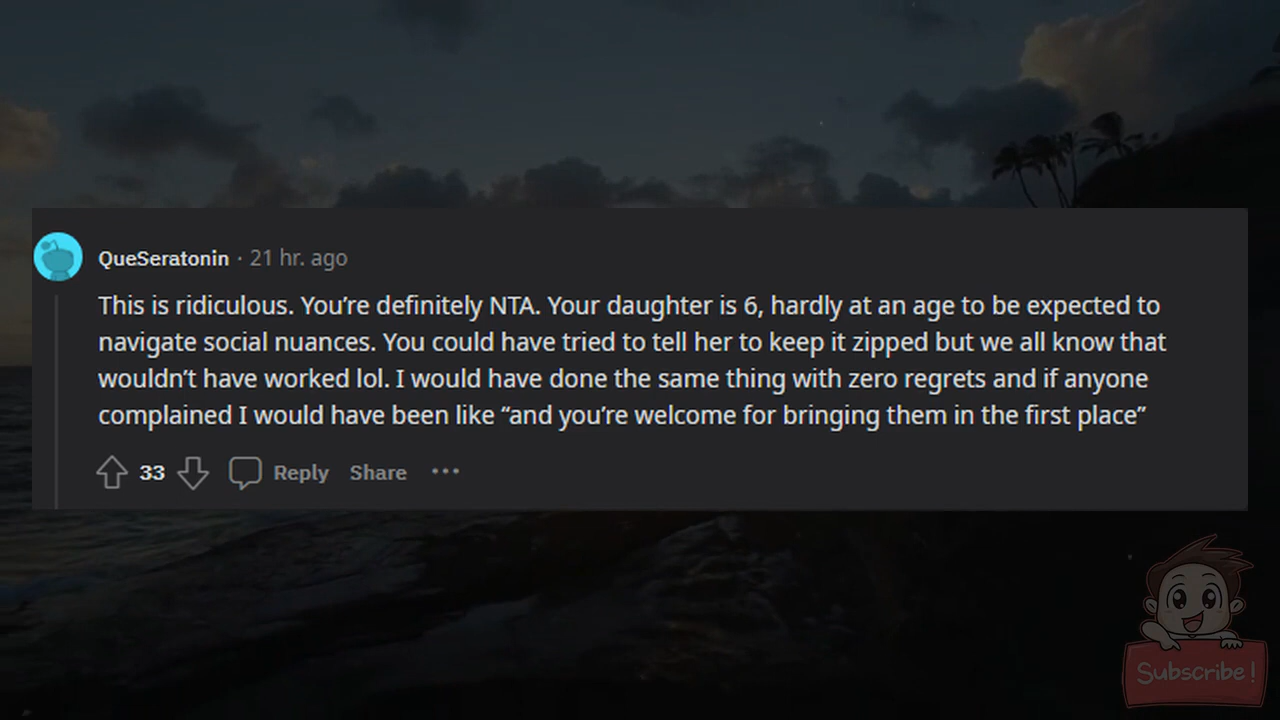 QueSeratonin · 21 hr. ago
This is ridiculous. You’re definitely NTA. Your daughter is 6, hardly at an age to be expected to
navigate social nuances. You could have tried to tell her to keep it zipped but we all know that
wouldn’t have worked lol. I would have done the same thing with zero regrets and if anyone
complained I would have been like “and you’re welcome for bringing them in the first place”
33 Reply Share
Subscribe!